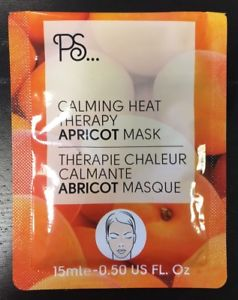 PS...
CALMING HEAT
THERAPY
APRICOT MASK
THÉRAPIE CHALEUR
CALMANTE
ABRICOT MASQUE
15mle-0.50 US FL. Oz